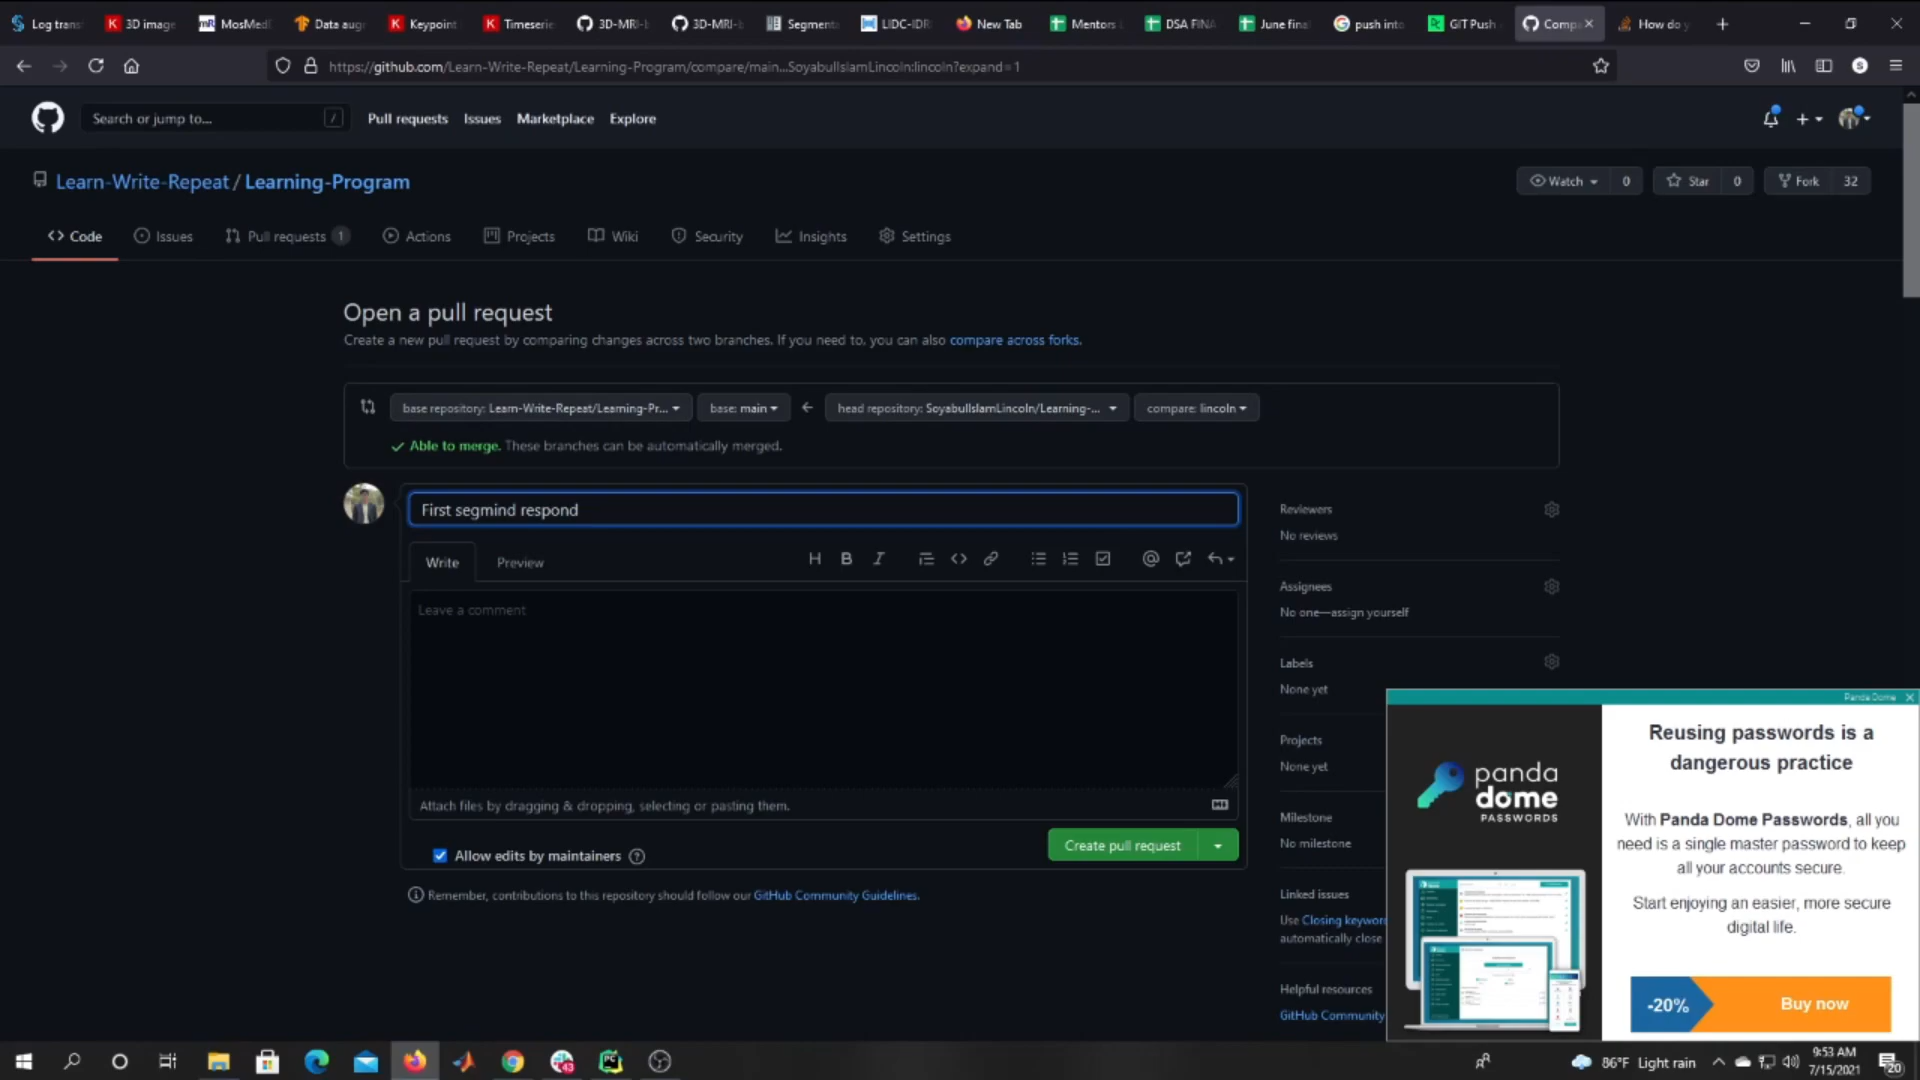 Log trans
3D image
MosMed
Data aug
Keypoint
Timeserie
3D-MRI-b
3D-MRI-b
Segmenta
LIDC-IDR
New Tab
Mentors
DSA FINA
June final
push into
GIT Push
Comp
How do y
https://github.com/Learn-Write-Repeat/Learning-Program/compare/main...SoyabulIslamLincoln:lincoln?expand=1
S
Search or jump to...
/
Pull requests
Issues
Marketplace
Explore
Learn-Write-Repeat / Learning-Program
Watch 0
Star 0
Fork 32
Code
Issues
Pull requests 1
Actions
Projects
Wiki
Security
Insights
Settings
Open a pull request
Create a new pull request by comparing changes across two branches. If you need to, you can also compare across forks.
base repository: Learn-Write-Repeat/Learning-Pr...
base: main
head repository: SoyabulIslamLincoln/Learning-...
compare: lincoln
Able to merge. These branches can be automatically merged.
First segmind respond
Write
Preview
H B I
Leave a comment
Attach files by dragging & dropping, selecting or pasting them.
Allow edits by maintainers
Create pull request
Remember, contributions to this repository should follow our GitHub Community Guidelines.
Reviewers
No reviews
Assignees
No one—assign yourself
Labels
None yet
Projects
None yet
Milestone
No milestone
Linked issues
Use Closing keywor
automatically close
Helpful resources
GitHub Community
Panda Dome
panda
dome
PASSWORDS
Reusing passwords is a
dangerous practice
With Panda Dome Passwords, all you
need is a single master password to keep
all your accounts secure.
Start enjoying an easier, more secure
digital life.
-20%
Buy now
43
PC
86°F Light rain
9:53 AM
7/15/2021
20